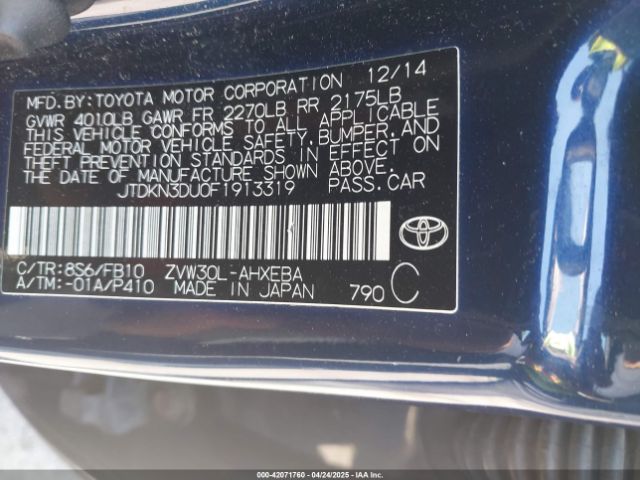 MFD. BY: TOYOTA MOTOR CORPORATION 12/14
GVWR 4010LB GAWR FR 2270LB RR 2175LB
THIS VEHICLE CONFORMS TO ALL APPLICABLE
FEDERAL MOTOR VEHICLE SAFETY, BUMPER, AND
THEFT PREVENTION STANDARDS IN EFFECT ON
THE DATE OF MANUFACTURE SHOWN ABOVE.
JTDKN3DU0F1913319 PASS. CAR
C/TR: 8S6/FB10 ZVW30L-AHXEBA
A/TM: -01A/P410 MADE IN JAPAN 790 C
000-42071760 - 04/24/2025 - IAAI.COM